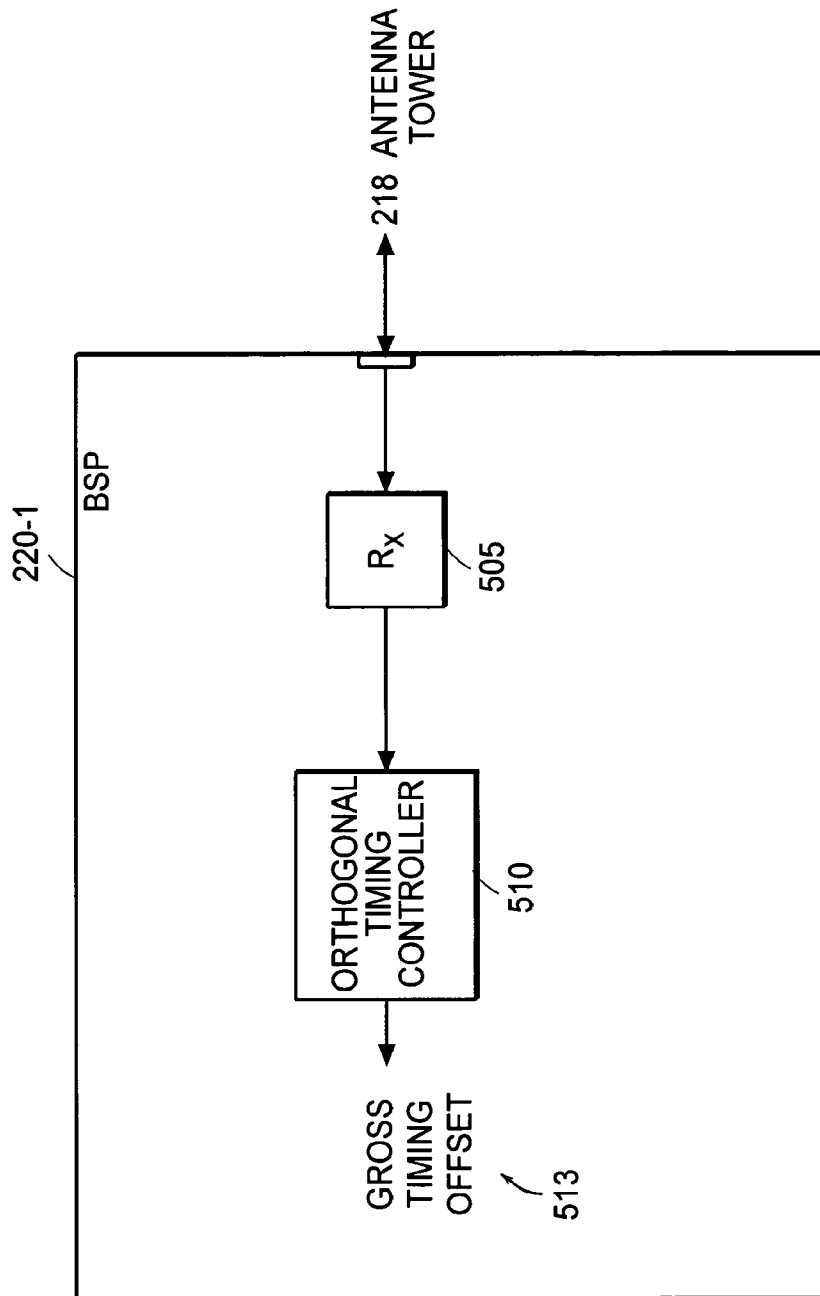 220-1
BSP
218 ANTENNA
TOWER
RX
505
ORTHOGONAL
TIMING
CONTROLLER
510
GROSS
TIMING
OFFSET
513